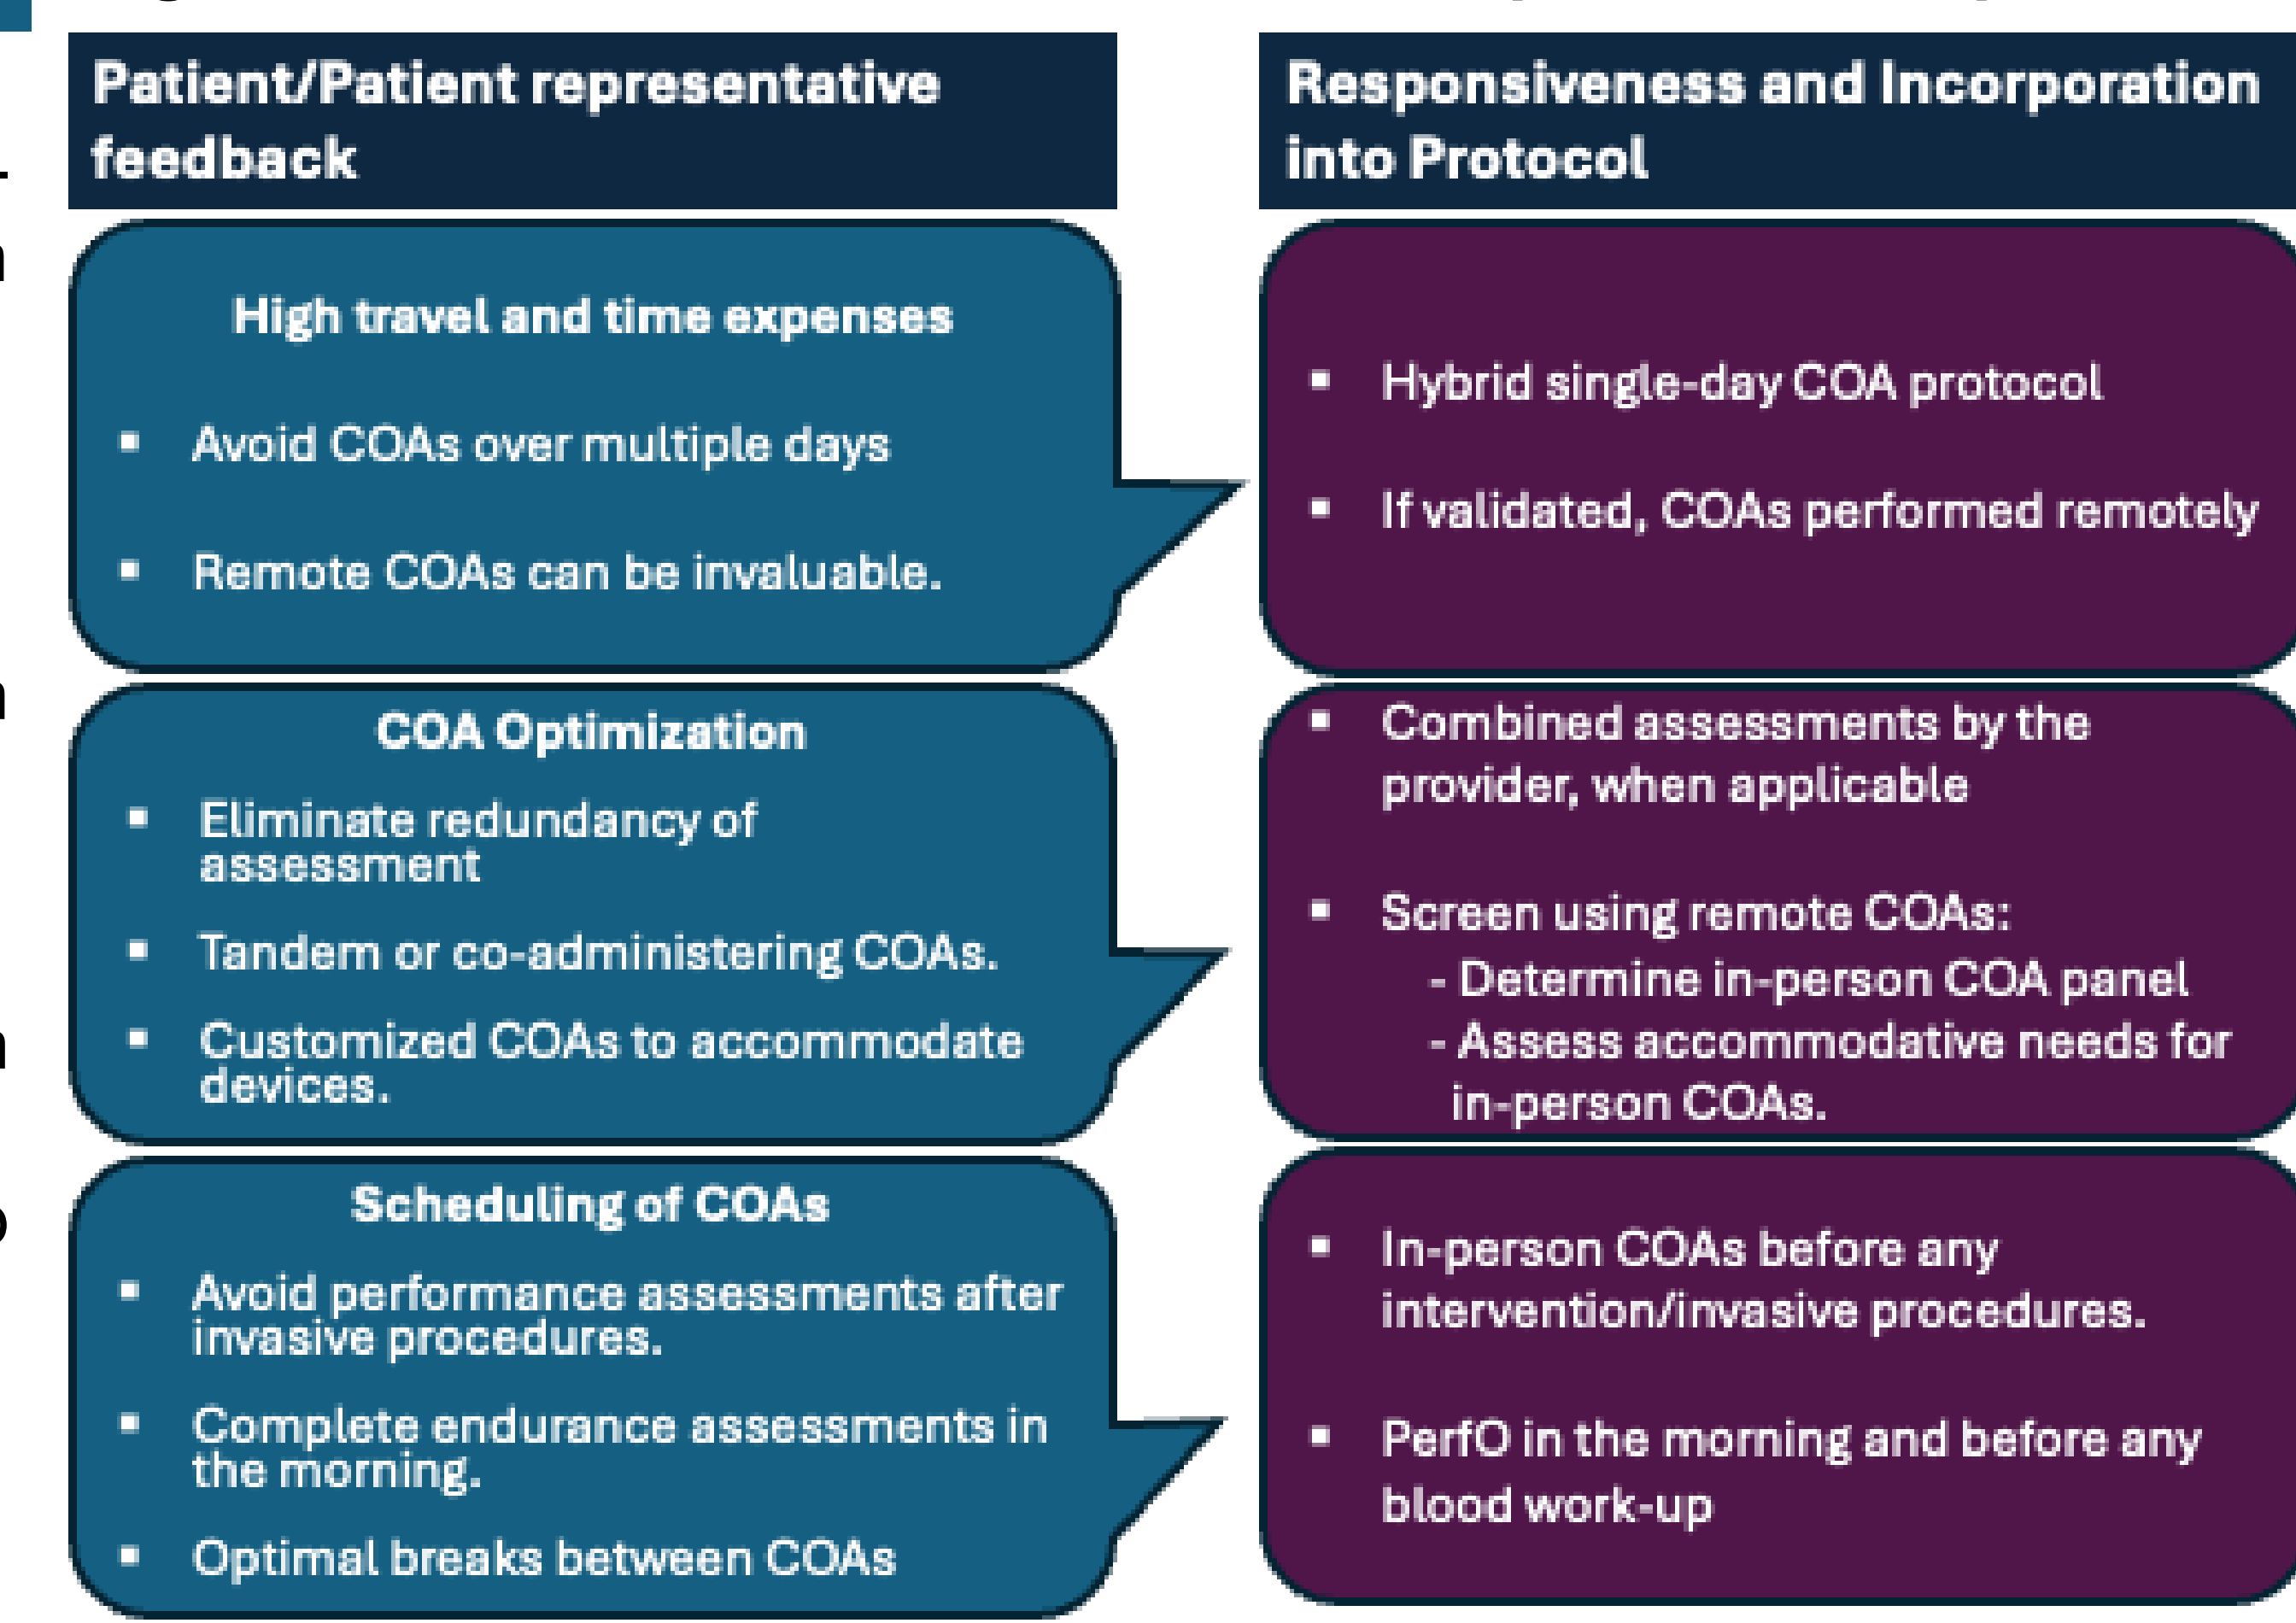 Patient/Patient representative
feedback
High travel and time expenses
▪ Avoid COAs over multiple days
▪ Remote COAs can be invaluable.
COA Optimization
▪ Eliminate redundancy of
assessment
▪ Tandem or co-administering COAs.
▪ Customized COAs to accommodate
devices.
Scheduling of COAs
▪ Avoid performance assessments after
invasive procedures.
▪ Complete endurance assessments in
the morning.
▪ Optimal breaks between COAs
Responsiveness and Incorporation
into Protocol
▪ Hybrid single-day COA protocol
▪ If validated, COAs performed remotely
▪ Combined assessments by the
provider, when applicable
▪ Screen using remote COAs:
- Determine in-person COA panel
- Assess accommodative needs for
in-person COAs.
▪ In-person COAs before any
intervention/invasive procedures.
▪ PerfO in the morning and before any
blood work-up